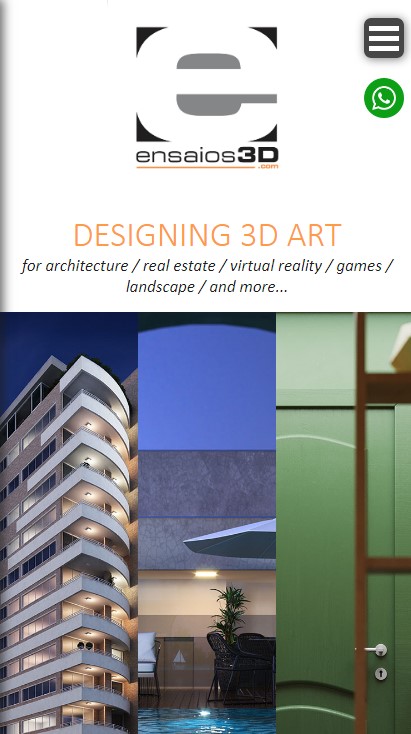 ensaios3D
.com
DESIGNING 3D ART
for architecture / real estate / virtual reality / games /
landscape / and more...